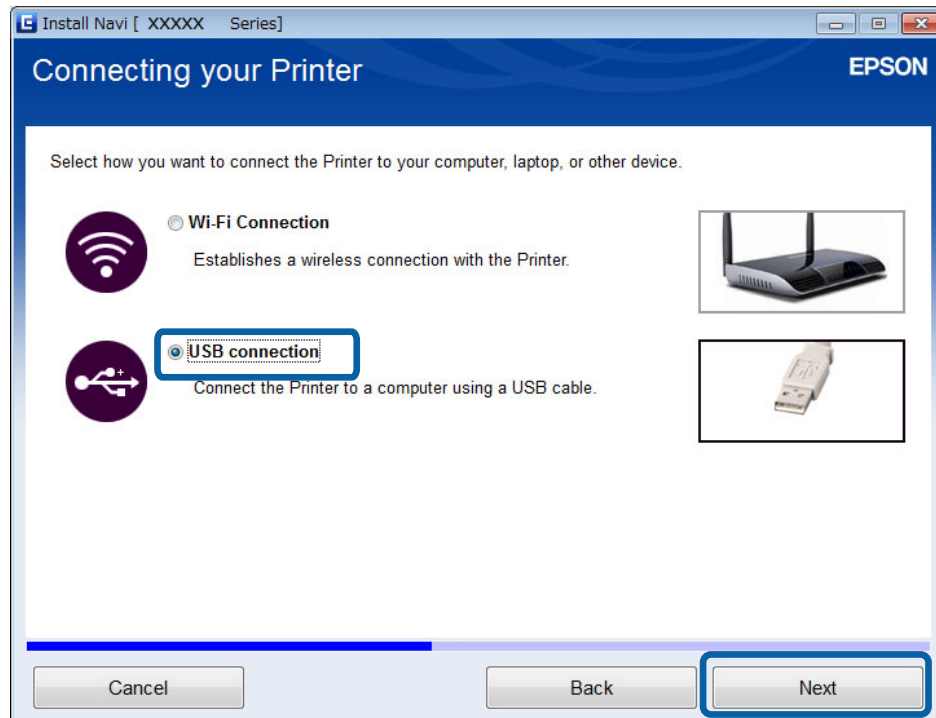 Install Navi [ XXXXX Series]
Connecting your Printer
EPSON
Select how you want to connect the Printer to your computer, laptop, or other device.
Wi-Fi Connection
Establishes a wireless connection with the Printer.
USB connection
Connect the Printer to a computer using a USB cable.
Cancel
Back
Next